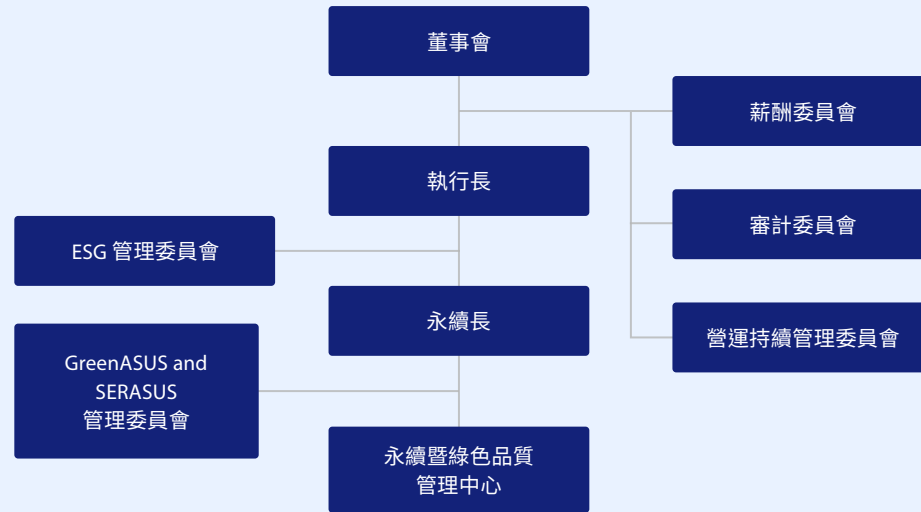 董事會
薪酬委員會
執行長
審計委員會
ESG 管理委員會
永續長
營運持續管理委員會
GreenASUS and
SERASUS
管理委員會
永續暨綠色品質
管理中心